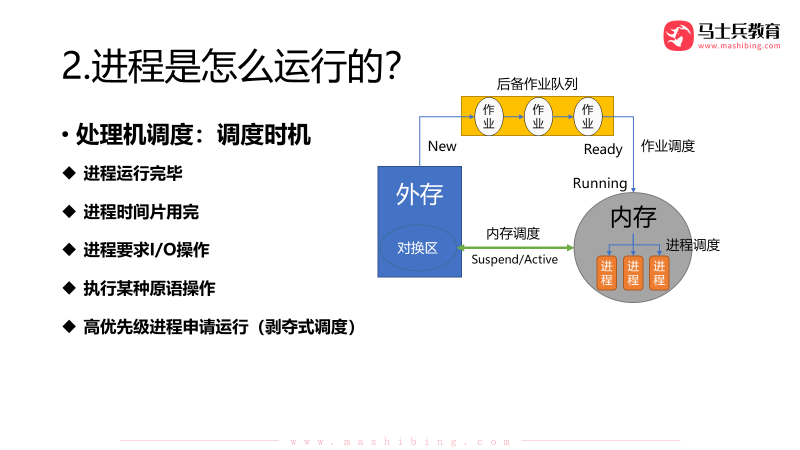 马士兵教育
www.mashibing.com
2.进程是怎么运行的?
• 处理机调度：调度时机
◆ 进程运行完毕
◆ 进程时间片用完
◆ 进程要求I/O操作
◆ 执行某种原语操作
◆ 高优先级进程申请运行（剥夺式调度）
后备作业队列
作业
作业
作业
New
Ready
作业调度
Running
外存
对换区
内存调度
Suspend/Active
内存
进程调度
进程
进程
进程
www.mashibing.com